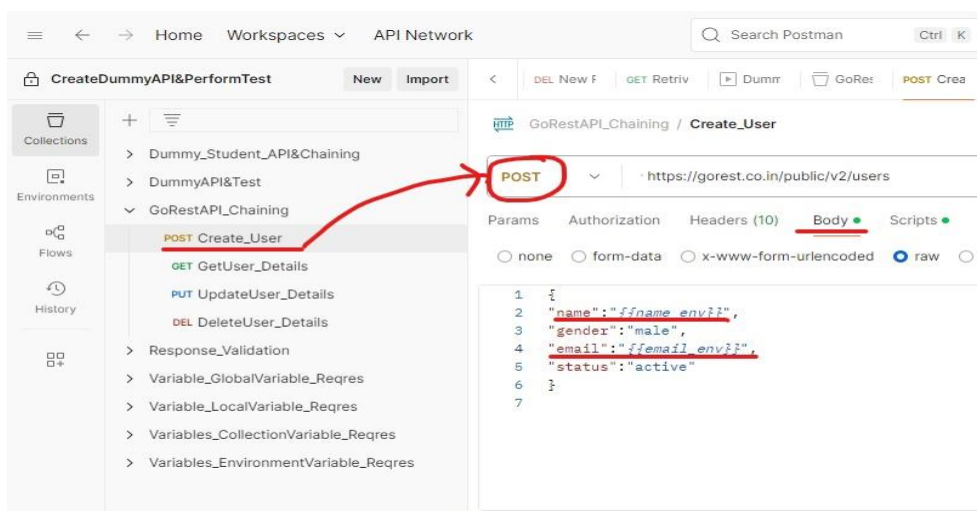 Home Workspaces API Network Search Postman Ctrl K
CreateDummyAPI&PerformTest New Import DEL New F GET Retriv Dumm GoRes POST Crea
Collections
Environments
Flows
History
Dummy_Student_API&Chaining
DummyAPI&Test
GoRestAPI_Chaining
POST Create_User
GET GetUser_Details
PUT UpdateUser_Details
DEL DeleteUser_Details
Response_Validation
Variable_GlobalVariable_Reqres
Variable_LocalVariable_Reqres
Variables_CollectionVariable_Reqres
Variables_EnvironmentVariable_Reqres
HTTP GoRestAPI_Chaining / Create_User
POST https://gorest.co.in/public/v2/users
Params Authorization Headers (10) Body Scripts
none form-data x-www-form-urlencoded raw
1 {
2 "name":"{{name_env}}",
3 "gender":"male",
4 "email":"{{email_env}}",
5 "status":"active"
6 }
7